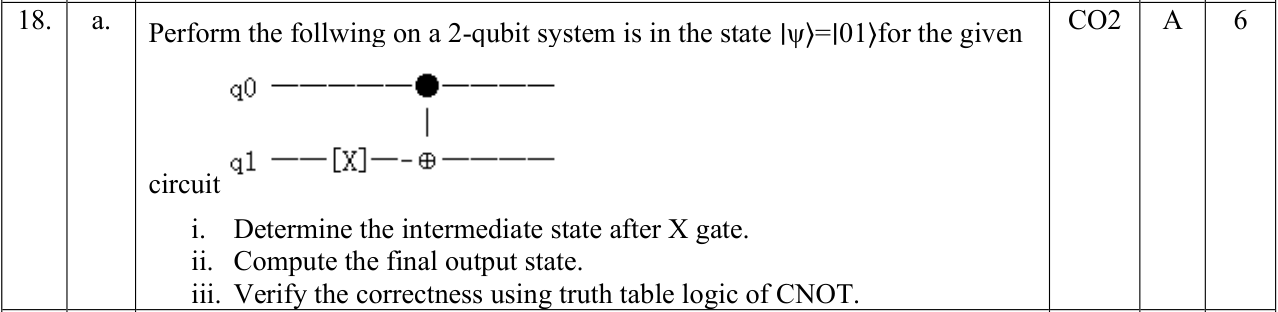 18. a. Perform the follwing on a 2-qubit system is in the state |ψ⟩=|01⟩for the given CO2 A 6
q0
q1 [X] ⊕
circuit
i. Determine the intermediate state after X gate.
ii. Compute the final output state.
iii. Verify the correctness using truth table logic of CNOT.